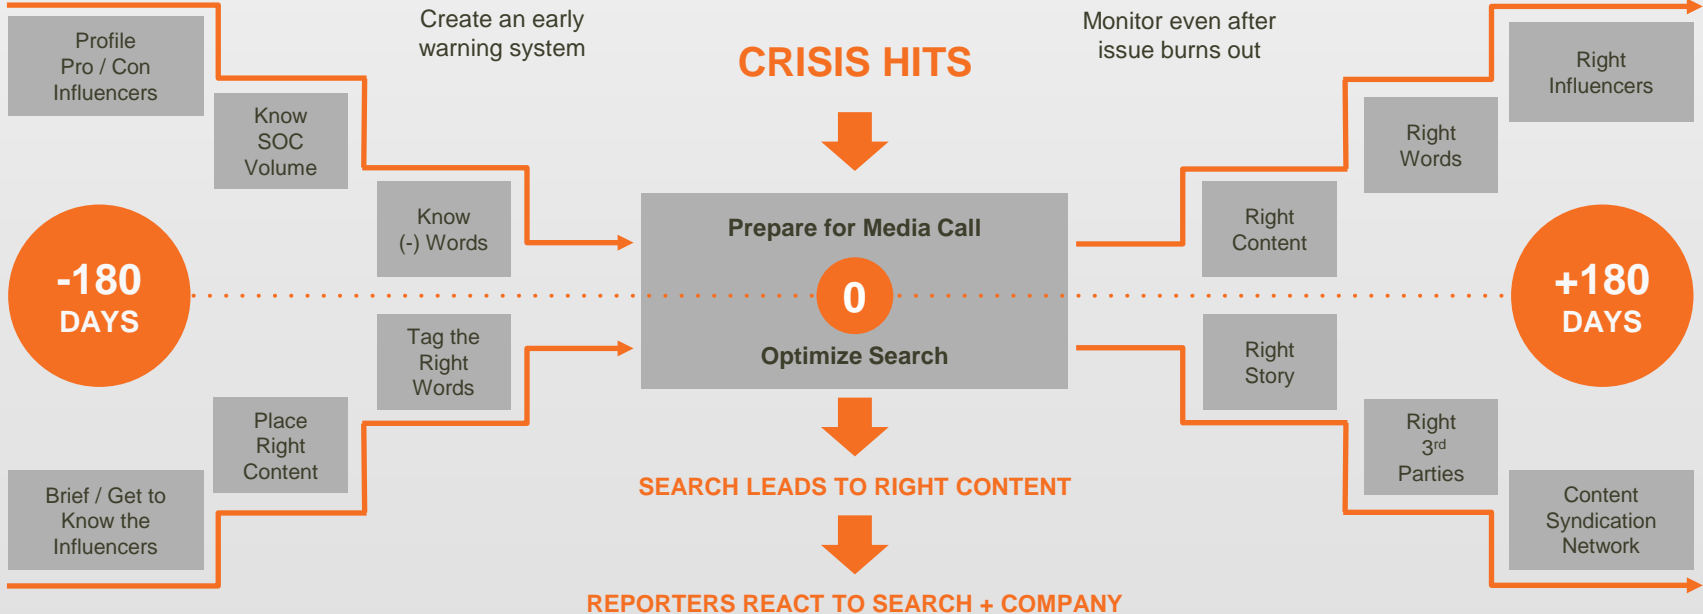 Create an early
warning system
CRISIS HITS
Monitor even after
issue burns out
Profile
Pro / Con
Influencers
Know
SOC
Volume
Know
(-) Words
Prepare for Media Call
Right
Content
Right
Words
Right
Influencers
-180
DAYS
0
+180
DAYS
Brief / Get to
Know the
Influencers
Place
Right
Content
Tag the
Right
Words
Optimize Search
Right
Story
Right
3rd
Parties
Content
Syndication
Network
SEARCH LEADS TO RIGHT CONTENT
REPORTERS REACT TO SEARCH + COMPANY